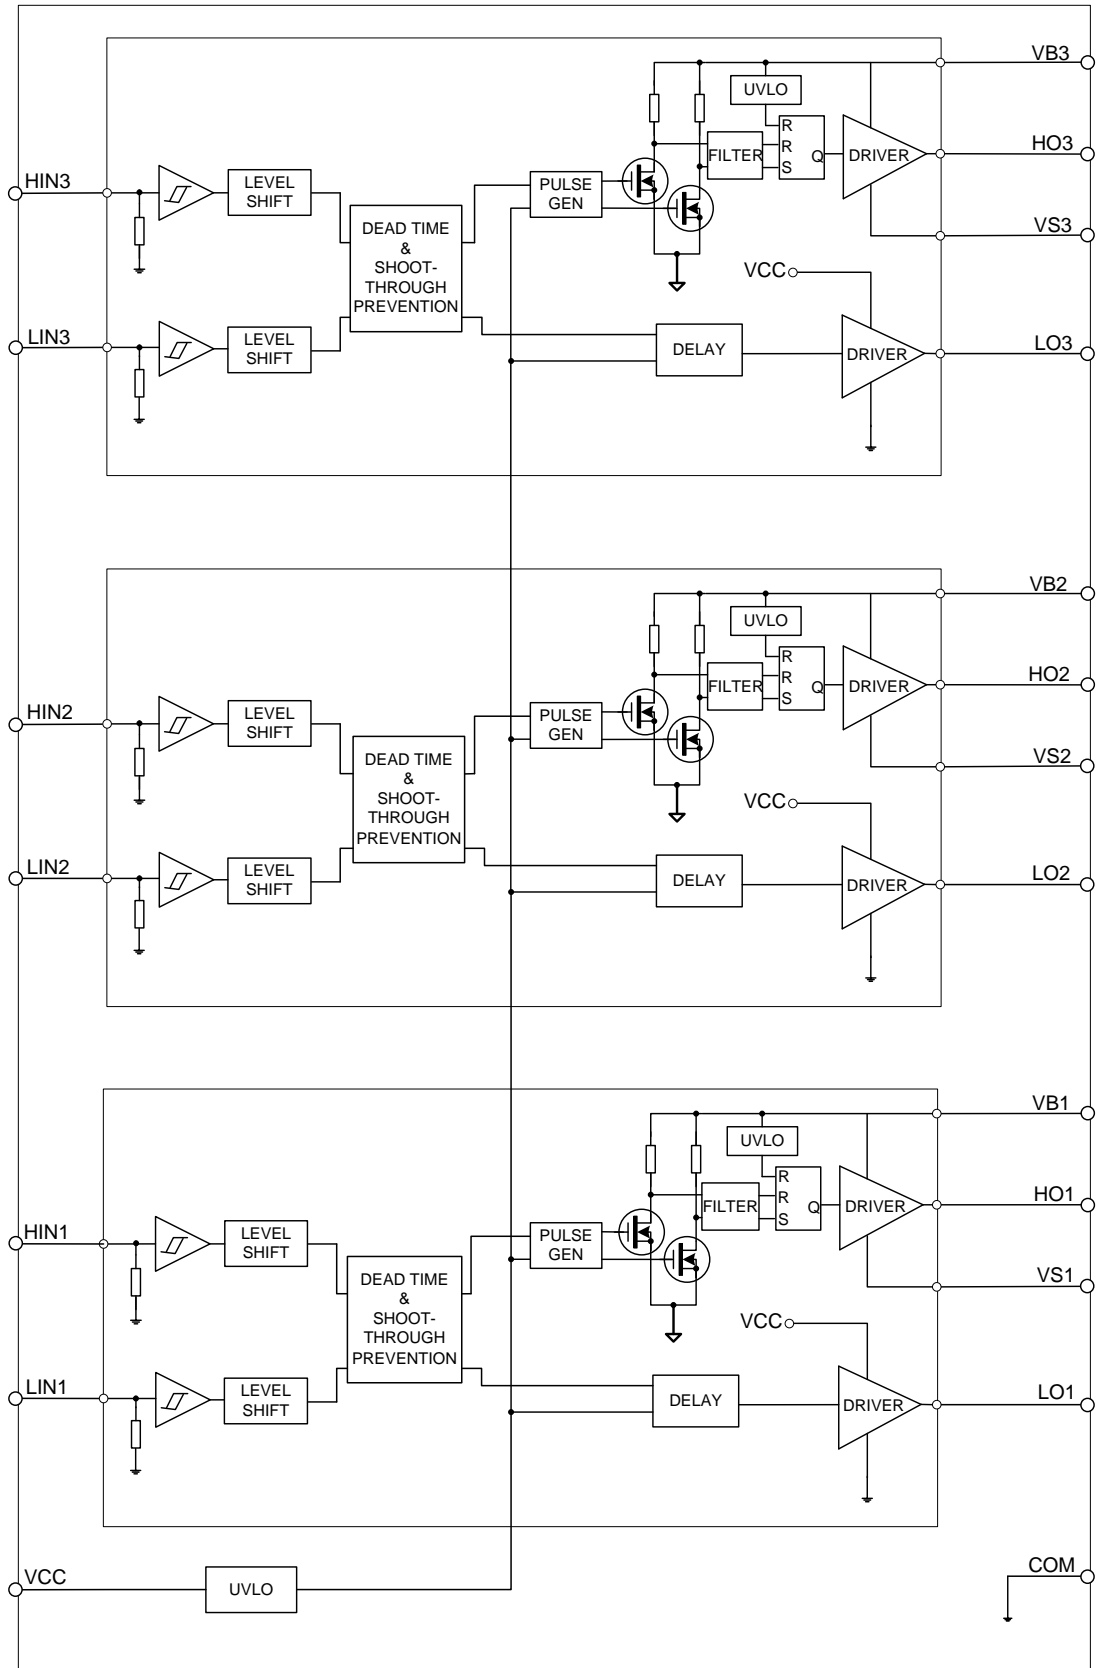 VB3
UVLO
R
HO3
R
FILTER
S
Q
DRIVER
HIN3
LEVEL
SHIFT
PULSE
GEN
DEAD TIME
&
SHOOT-
THROUGH
PREVENTION
VS3
VCC
LIN3
LEVEL
SHIFT
DELAY
DRIVER
LO3
VB2
UVLO
R
HO2
R
FILTER
S
Q
DRIVER
HIN2
LEVEL
SHIFT
PULSE
GEN
DEAD TIME
&
SHOOT-
THROUGH
PREVENTION
VS2
VCC
LIN2
LEVEL
SHIFT
DELAY
DRIVER
LO2
VB1
UVLO
R
HO1
R
FILTER
S
Q
DRIVER
HIN1
LEVEL
SHIFT
PULSE
GEN
DEAD TIME
&
SHOOT-
THROUGH
PREVENTION
VS1
VCC
LIN1
LEVEL
SHIFT
DELAY
DRIVER
LO1
VCC
UVLO
COM